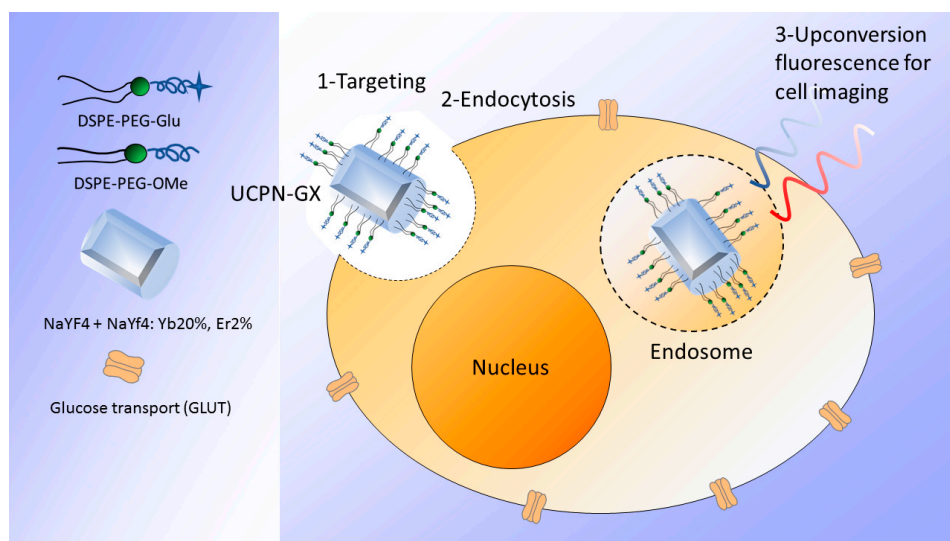 DSPE-PEG-Glu
DSPE-PEG-OMe
NaYF4 + NaYf4: Yb20%, Er2%
Glucose transport (GLUT)
1-Targeting
2-Endocytosis
3-Upconversion
fluorescence for
cell imaging
UCPN-GX
Endosome
Nucleus